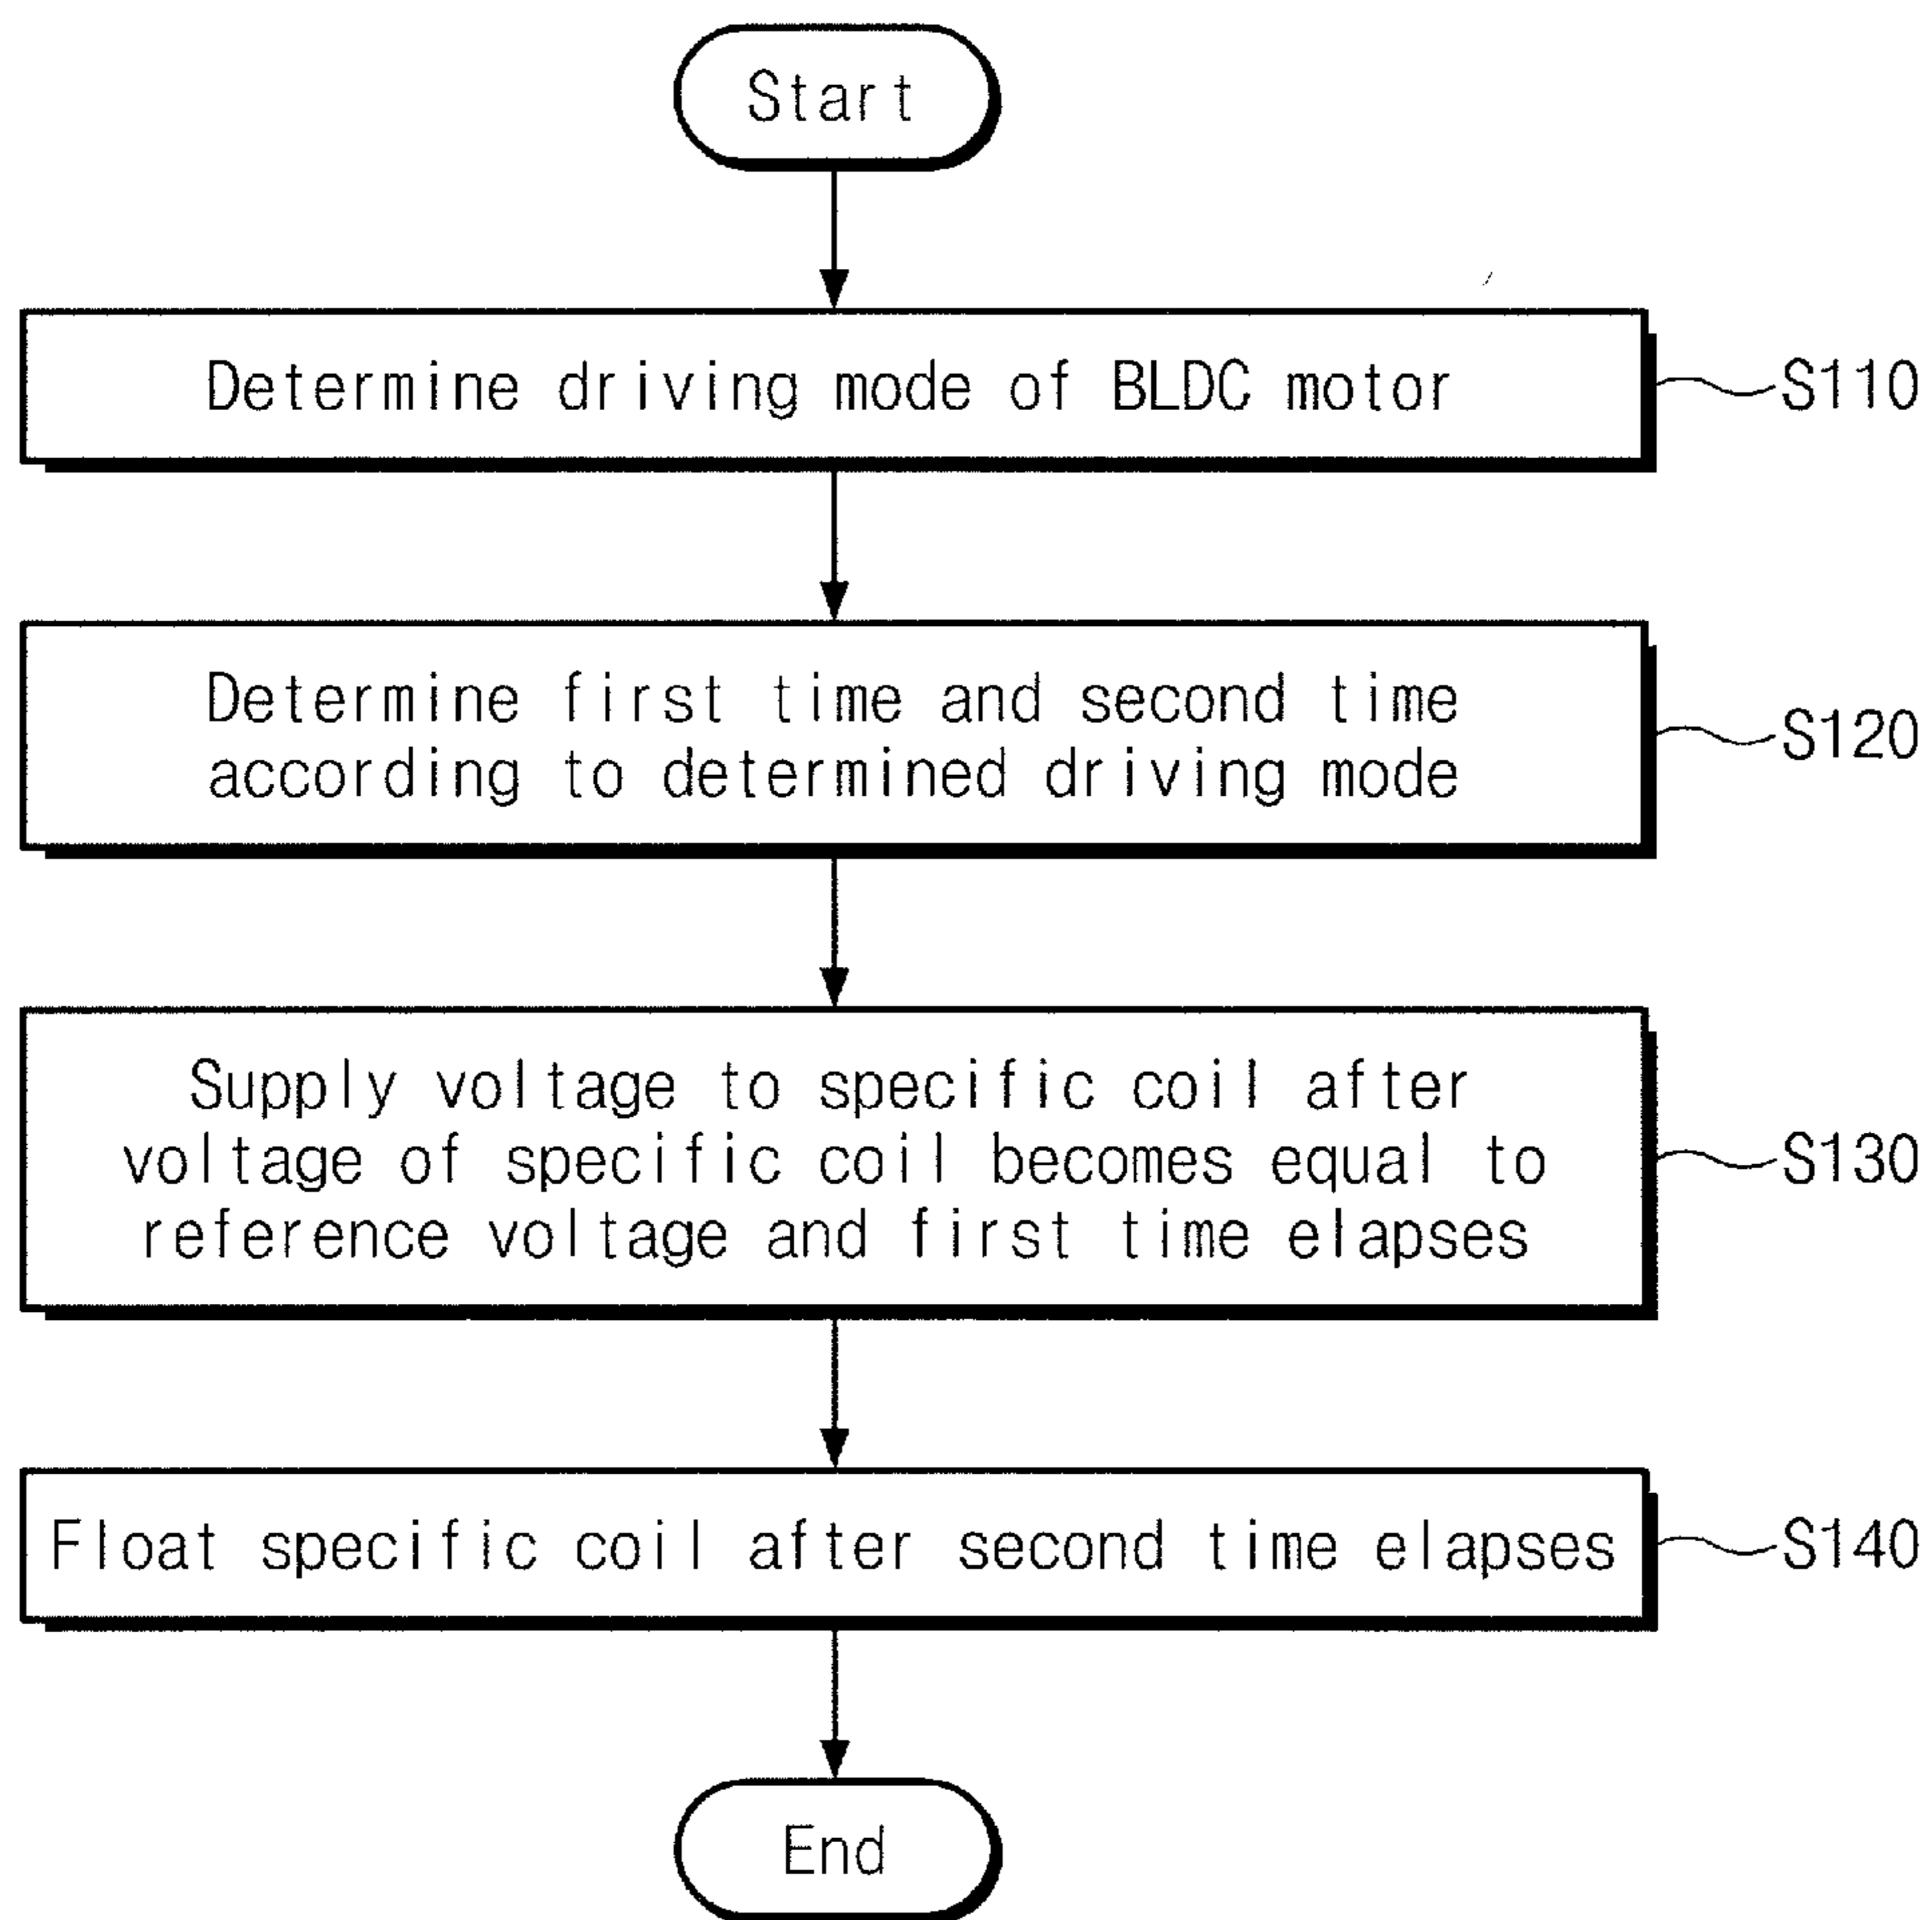 Start
Determine driving mode of BLDC motor
S110
Determine first time and second time
according to determined driving mode
S120
Supply voltage to specific coil after
voltage of specific coil becomes equal to
reference voltage and first time elapses
S130
Float specific coil after second time elapses
S140
End